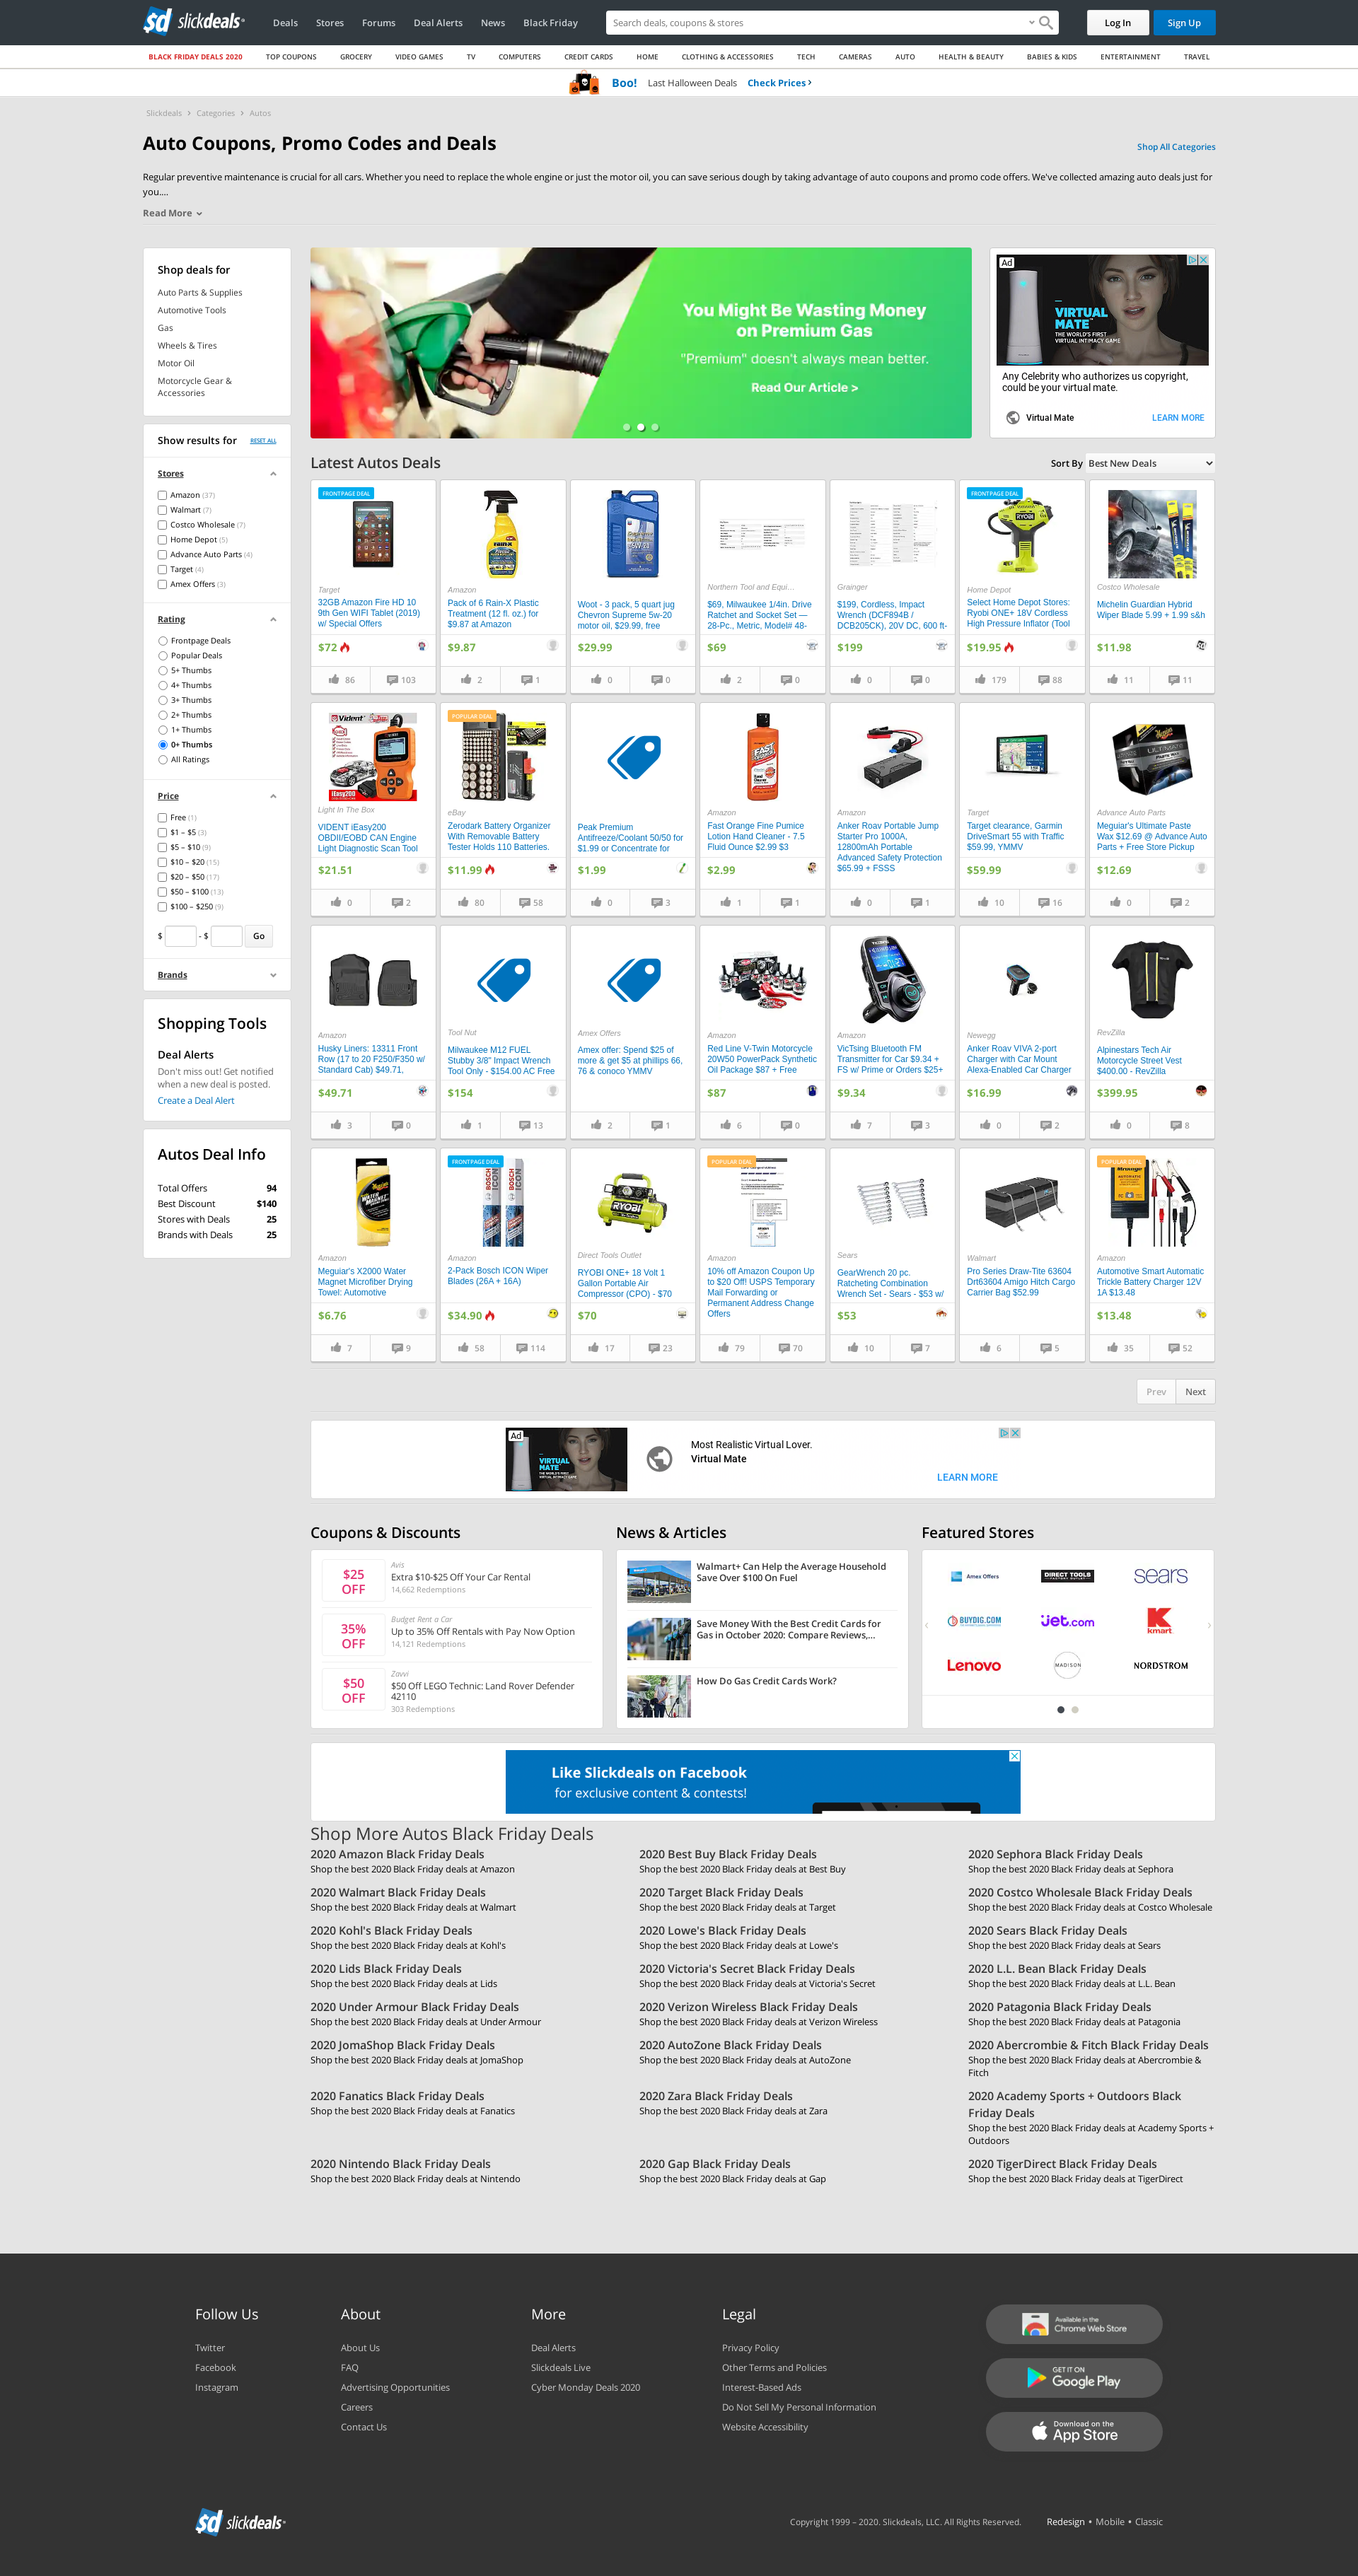 slickdeals
Deals
Stores
Forums
Deal Alerts
News
Black Friday
Search deals, coupons & stores
Log In
Sign Up
BLACK FRIDAY DEALS 2020
TOP COUPONS
GROCERY
VIDEO GAMES
TV
COMPUTERS
CREDIT CARDS
HOME
CLOTHING & ACCESSORIES
TECH
CAMERAS
AUTO
HEALTH & BEAUTY
BABIES & KIDS
ENTERTAINMENT
TRAVEL
Boo! Last Halloween Deals Check Prices
Slickdeals > Categories > Autos
Auto Coupons, Promo Codes and Deals
Shop All Categories
Regular preventive maintenance is crucial for all cars. Whether you need to replace the whole engine or just the motor oil, you can save serious dough by taking advantage of auto coupons and promo code offers. We've collected amazing auto deals just for
you....
Read More
Shop deals for
Auto Parts & Supplies
Automotive Tools
Gas
Wheels & Tires
Motor Oil
Motorcycle Gear &
Accessories
Show results for
RESET ALL
Stores
Amazon (37)
Walmart (7)
Costco Wholesale (7)
Home Depot (5)
Advance Auto Parts (4)
Target (4)
Amex Offers (3)
Rating
Frontpage Deals
Popular Deals
5+ Thumbs
4+ Thumbs
3+ Thumbs
2+ Thumbs
1+ Thumbs
0+ Thumbs
All Ratings
Price
Free (1)
$1 – $5 (3)
$5 – $10 (9)
$10 – $20 (15)
$20 – $50 (17)
$50 – $100 (13)
$100 – $250 (9)
$ - $ Go
Brands
Shopping Tools
Deal Alerts
Don't miss out! Get notified
when a new deal is posted.
Create a Deal Alert
Autos Deal Info
Total Offers 94
Best Discount $140
Stores with Deals 25
Brands with Deals 25
You Might Be Wasting Money
on Premium Gas
"Premium" doesn't always mean better.
Read Our Article >
Ad
VIRTUAL
MATE
THE WORLD'S FIRST
VIRTUAL INTIMACY GAME
Any Celebrity who authorizes us copyright,
could be your virtual mate.
Virtual Mate
LEARN MORE
Latest Autos Deals
Sort By Best New Deals
FRONTPAGE DEAL
Target
32GB Amazon Fire HD 10
9th Gen WIFI Tablet (2019)
w/ Special Offers
$72
86 103
Amazon
Pack of 6 Rain-X Plastic
Treatment (12 fl. oz.) for
$9.87 at Amazon
$9.87
2 1
Woot - 3 pack, 5 quart jug
Chevron Supreme 5w-20
motor oil, $29.99, free
$29.99
0 0
Northern Tool and Equi...
$69, Milwaukee 1/4in. Drive
Ratchet and Socket Set —
28-Pc., Metric, Model# 48-
$69
2 0
Grainger
$199, Cordless, Impact
Wrench (DCF894B /
DCB205CK), 20V DC, 600 ft-
$199
0 0
FRONTPAGE DEAL
Home Depot
Select Home Depot Stores:
Ryobi ONE+ 18V Cordless
High Pressure Inflator (Tool
$19.95
179 88
Costco Wholesale
Michelin Guardian Hybrid
Wiper Blade 5.99 + 1.99 s&h
$11.98
11 11
Vident
iEasy200
Light In The Box
VIDENT iEasy200
OBDII/EOBD CAN Engine
Light Diagnostic Scan Tool
$21.51
0 2
POPULAR DEAL
eBay
Zerodark Battery Organizer
With Removable Battery
Tester Holds 110 Batteries.
$11.99
80 58
Peak Premium
Antifreeze/Coolant 50/50 for
$1.99 or Concentrate for
$1.99
0 3
FAST ORANGE
Amazon
Fast Orange Fine Pumice
Lotion Hand Cleaner - 7.5
Fluid Ounce $2.99 $3
$2.99
1 1
Amazon
Anker Roav Portable Jump
Starter Pro 1000A,
12800mAh Portable
Advanced Safety Protection
$65.99 + FSSS
0 1
Target
Target clearance, Garmin
DriveSmart 55 with Traffic
$59.99, YMMV
$59.99
10 16
Advance Auto Parts
Meguiar's Ultimate Paste
Wax $12.69 @ Advance Auto
Parts + Free Store Pickup
$12.69
0 2
Amazon
Husky Liners: 13311 Front
Row (17 to 20 F250/F350 w/
Standard Cab) $49.71,
$49.71
3 0
Tool Nut
Milwaukee M12 FUEL
Stubby 3/8" Impact Wrench
Tool Only - $154.00 AC Free
$154
1 13
Amex Offers
Amex offer: Spend $25 of
more & get $5 at phillips 66,
76 & conoco YMMV
2 1
Amazon
Red Line V-Twin Motorcycle
20W50 PowerPack Synthetic
Oil Package $87 + Free
$87
6 0
Amazon
VicTsing Bluetooth FM
Transmitter for Car $9.34 +
FS w/ Prime or Orders $25+
$9.34
7 3
Newegg
Anker Roav VIVA 2-port
Charger with Car Mount
Alexa-Enabled Car Charger
$16.99
0 2
RevZilla
Alpinestars Tech Air
Motorcycle Street Vest
$400.00 - RevZilla
$399.95
0 8
Amazon
Meguiar's X2000 Water
Magnet Microfiber Drying
Towel: Automotive
$6.76
7 9
FRONTPAGE DEAL
BOSCH ICON
Amazon
2-Pack Bosch ICON Wiper
Blades (26A + 16A)
$34.90
58 114
RYOBI
Direct Tools Outlet
RYOBI ONE+ 18 Volt 1
Gallon Portable Air
Compressor (CPO) - $70
$70
17 23
POPULAR DEAL
Amazon
10% off Amazon Coupon Up
to $20 Off! USPS Temporary
Mail Forwarding or
Permanent Address Change
Offers
79 70
Sears
GearWrench 20 pc.
Ratcheting Combination
Wrench Set - Sears - $53 w/
$53
10 7
Walmart
Pro Series Draw-Tite 63604
Drt63604 Amigo Hitch Cargo
Carrier Bag $52.99
6 5
POPULAR DEAL
Amazon
Automotive Smart Automatic
Trickle Battery Charger 12V
1A $13.48
$13.48
35 52
Prev Next
Ad
VIRTUAL
MATE
Most Realistic Virtual Lover.
Virtual Mate
LEARN MORE
Coupons & Discounts
$25
OFF
Avis
Extra $10-$25 Off Your Car Rental
14,662 Redemptions
35%
OFF
Budget Rent a Car
Up to 35% Off Rentals with Pay Now Option
14,121 Redemptions
$50
OFF
Zavvi
$50 Off LEGO Technic: Land Rover Defender
42110
303 Redemptions
News & Articles
Walmart+ Can Help the Average Household
Save Over $100 On Fuel
Save Money With the Best Credit Cards for
Gas in October 2020: Compare Reviews,...
How Do Gas Credit Cards Work?
Featured Stores
Amex Offers
DIRECT TOOLS
sears
BUYDIG.COM
jet.com
kmart
Lenovo
MADISON
NORDSTROM
Like Slickdeals on Facebook
for exclusive content & contests!
Shop More Autos Black Friday Deals
2020 Amazon Black Friday Deals
Shop the best 2020 Black Friday deals at Amazon
2020 Best Buy Black Friday Deals
Shop the best 2020 Black Friday deals at Best Buy
2020 Sephora Black Friday Deals
Shop the best 2020 Black Friday deals at Sephora
2020 Walmart Black Friday Deals
Shop the best 2020 Black Friday deals at Walmart
2020 Target Black Friday Deals
Shop the best 2020 Black Friday deals at Target
2020 Costco Wholesale Black Friday Deals
Shop the best 2020 Black Friday deals at Costco Wholesale
2020 Kohl's Black Friday Deals
Shop the best 2020 Black Friday deals at Kohl's
2020 Lowe's Black Friday Deals
Shop the best 2020 Black Friday deals at Lowe's
2020 Sears Black Friday Deals
Shop the best 2020 Black Friday deals at Sears
2020 Lids Black Friday Deals
Shop the best 2020 Black Friday deals at Lids
2020 Victoria's Secret Black Friday Deals
Shop the best 2020 Black Friday deals at Victoria's Secret
2020 L.L. Bean Black Friday Deals
Shop the best 2020 Black Friday deals at L.L. Bean
2020 Under Armour Black Friday Deals
Shop the best 2020 Black Friday deals at Under Armour
2020 Verizon Wireless Black Friday Deals
Shop the best 2020 Black Friday deals at Verizon Wireless
2020 Patagonia Black Friday Deals
Shop the best 2020 Black Friday deals at Patagonia
2020 JomaShop Black Friday Deals
Shop the best 2020 Black Friday deals at JomaShop
2020 AutoZone Black Friday Deals
Shop the best 2020 Black Friday deals at AutoZone
2020 Abercrombie & Fitch Black Friday Deals
Shop the best 2020 Black Friday deals at Abercrombie &
Fitch
2020 Fanatics Black Friday Deals
Shop the best 2020 Black Friday deals at Fanatics
2020 Zara Black Friday Deals
Shop the best 2020 Black Friday deals at Zara
2020 Academy Sports + Outdoors Black
Friday Deals
Shop the best 2020 Black Friday deals at Academy Sports +
Outdoors
2020 Nintendo Black Friday Deals
Shop the best 2020 Black Friday deals at Nintendo
2020 Gap Black Friday Deals
Shop the best 2020 Black Friday deals at Gap
2020 TigerDirect Black Friday Deals
Shop the best 2020 Black Friday deals at TigerDirect
Follow Us
Twitter
Facebook
Instagram
About
About Us
FAQ
Advertising Opportunities
Careers
Contact Us
More
Deal Alerts
Slickdeals Live
Cyber Monday Deals 2020
Legal
Privacy Policy
Other Terms and Policies
Interest-Based Ads
Do Not Sell My Personal Information
Website Accessibility
Available in the
Chrome Web Store
GET IT ON
Google Play
Download on the
App Store
slickdeals
Copyright 1999 – 2020. Slickdeals, LLC. All Rights Reserved.
Redesign • Mobile • Classic